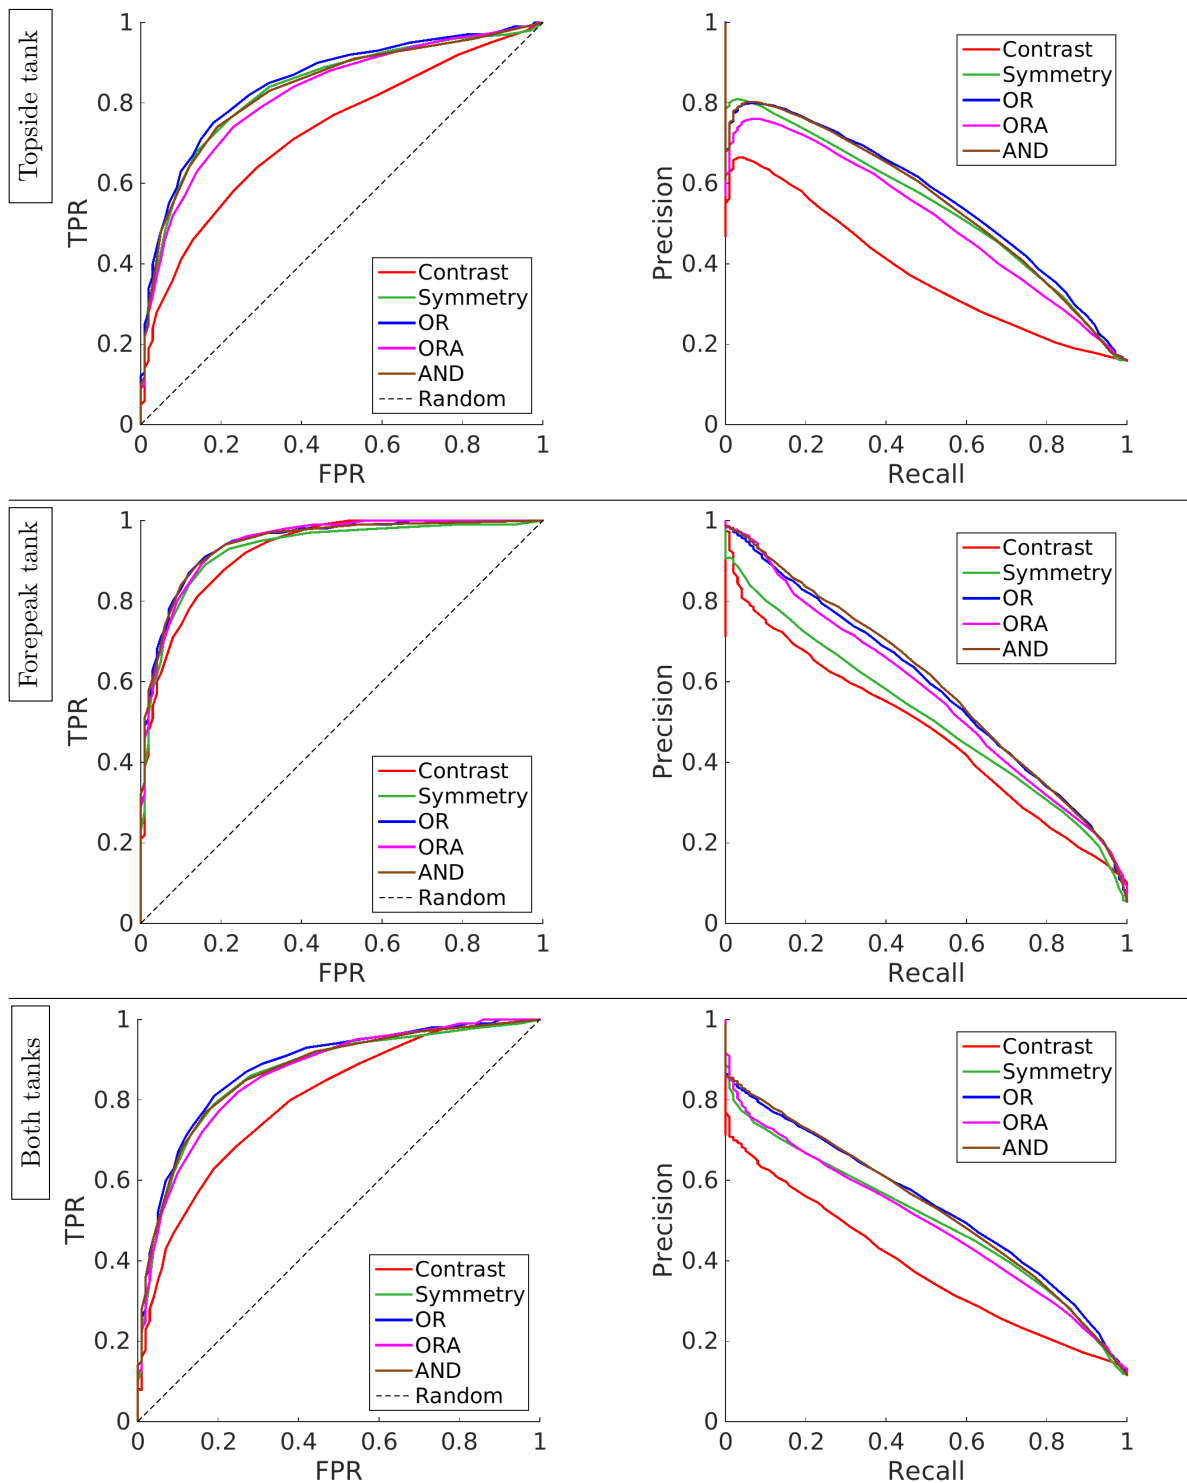 Topside tank
1
0.8
0.6
0.4
0.2
0
TPR
0 0.2 0.4 0.6 0.8 1
FPR
Contrast
Symmetry
OR
ORA
AND
Random
1
0.8
0.6
0.4
0.2
0
Precision
0 0.2 0.4 0.6 0.8 1
Recall
Contrast
Symmetry
OR
ORA
AND
Forepeak tank
1
0.8
0.6
0.4
0.2
0
TPR
0 0.2 0.4 0.6 0.8 1
FPR
Contrast
Symmetry
OR
ORA
AND
Random
1
0.8
0.6
0.4
0.2
0
Precision
0 0.2 0.4 0.6 0.8 1
Recall
Contrast
Symmetry
OR
ORA
AND
Both tanks
1
0.8
0.6
0.4
0.2
0
TPR
0 0.2 0.4 0.6 0.8 1
FPR
Contrast
Symmetry
OR
ORA
AND
Random
1
0.8
0.6
0.4
0.2
0
Precision
0 0.2 0.4 0.6 0.8 1
Recall
Contrast
Symmetry
OR
ORA
AND